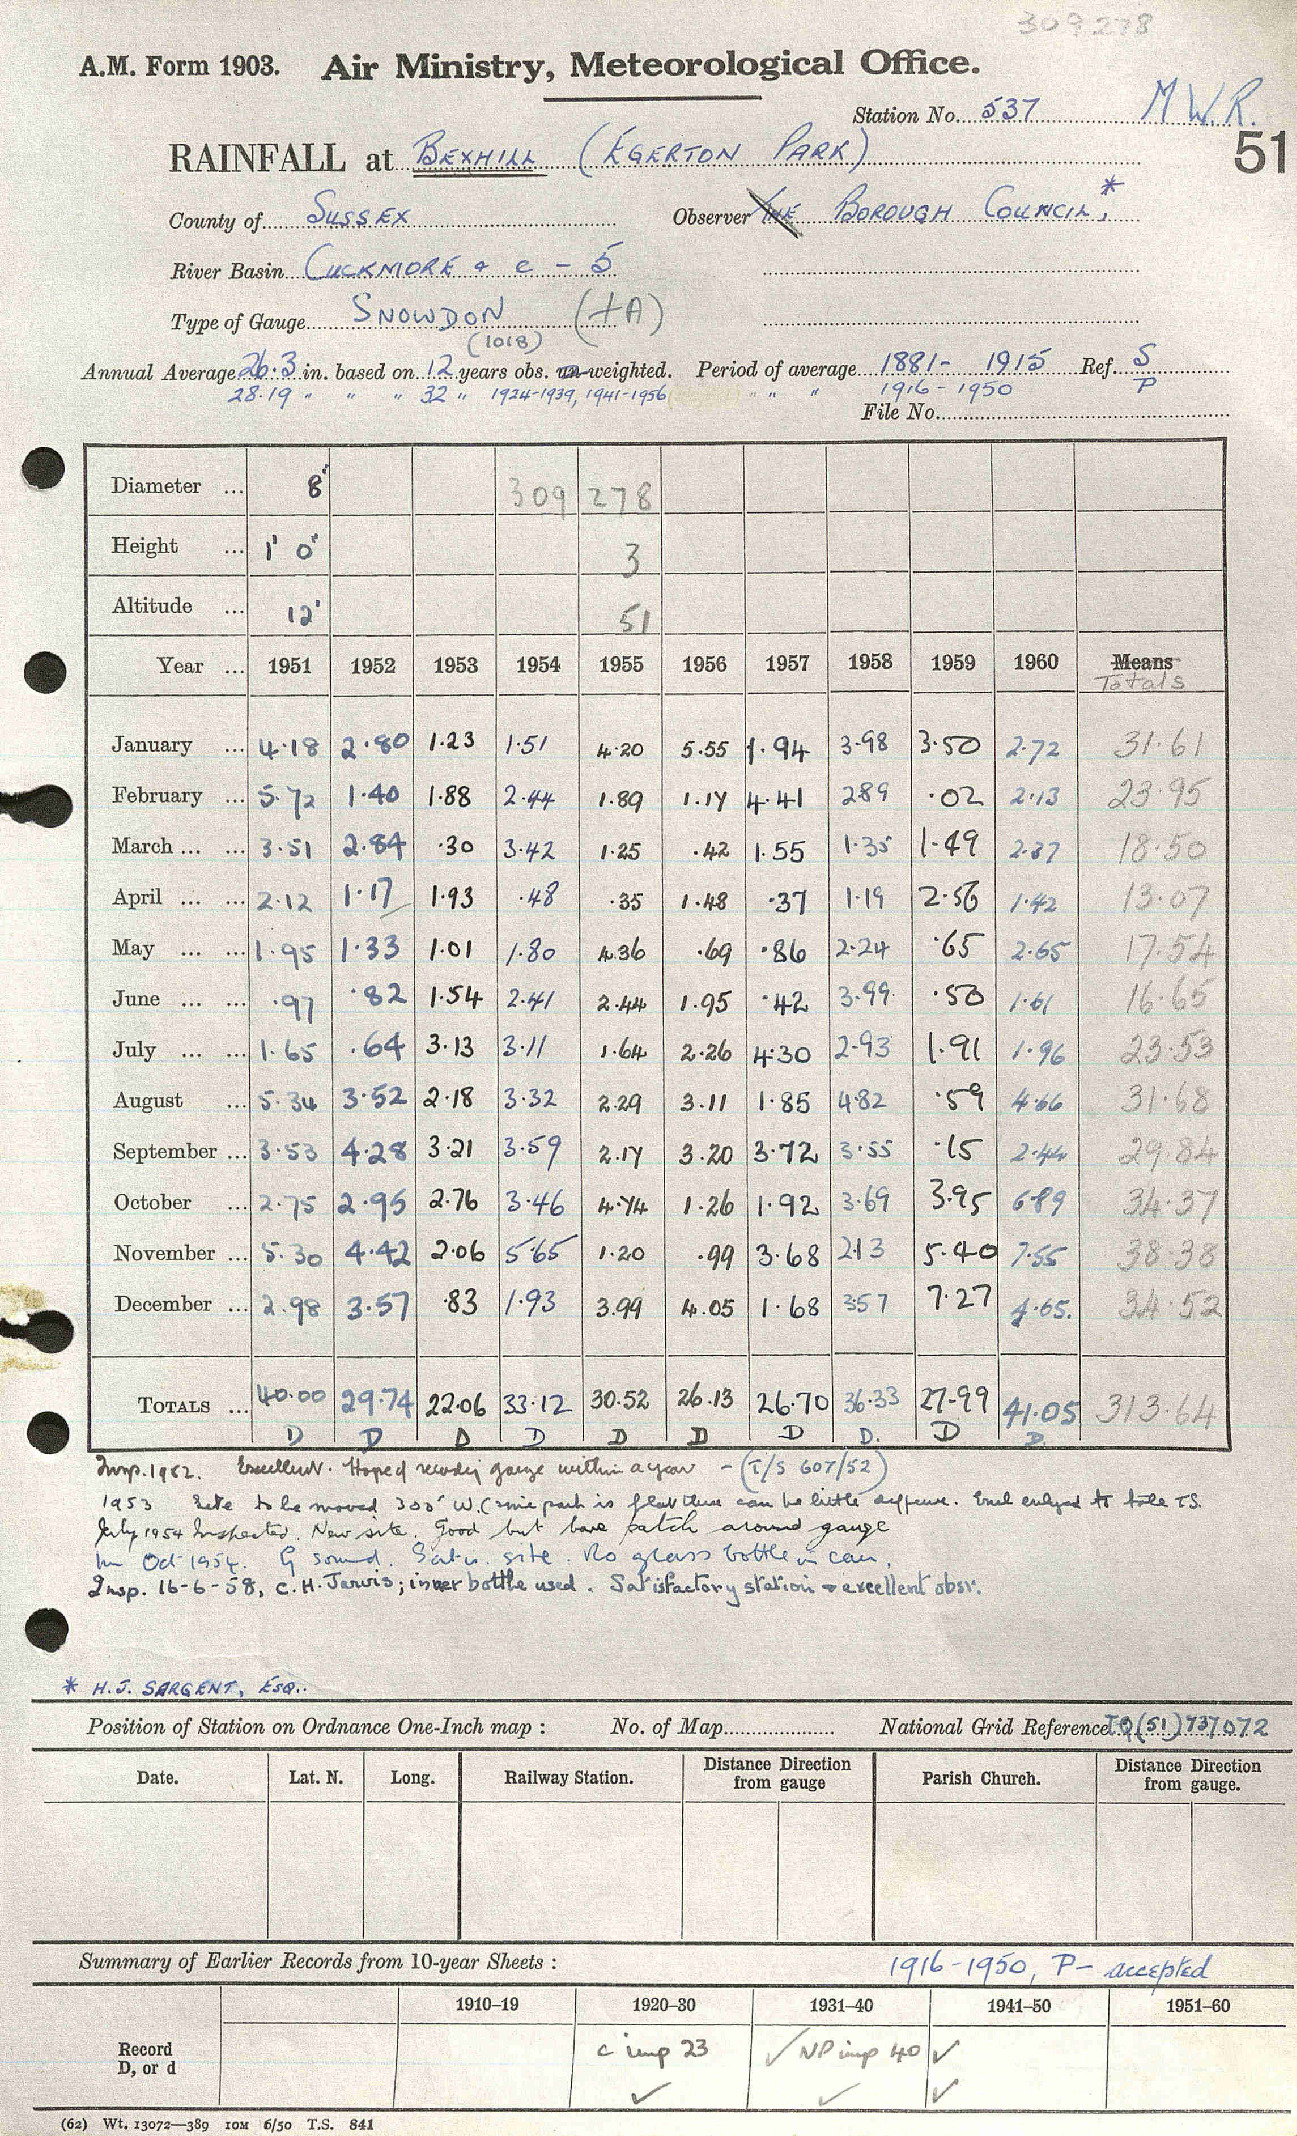 309278
A.M. Form 1903. Air Ministry, Meteorological Office.
Station No. 537 M.W.R.
51
RAINFALL at BEXHILL (EGERTON PARK)
County of SUSSEX Observer THE BOROUGH COUNCIL, *
River Basin CUCKMERE & c - 5
Type of Gauge SNOWDON (+A)
(1018)
Annual Average 26.3 in. based on 12 years obs. un-weighted. Period of average 1881 - 1915 Ref. S
28.19 " " " 32 " 1924-1939, 1941-1956 " " " 1916 - 1950 P
File No.
Diameter ... 8" 309 278
Height ... 1' 0" 3
Altitude ... 12' 51
Year ... 1951 1952 1953 1954 1955 1956 1957 1958 1959 1960 Means
Totals
January ... 4.18 2.80 1.23 1.51 4.20 5.55 1.94 3.98 3.50 2.72 31.61
February ... 5.72 1.40 1.88 2.44 1.89 1.14 4.41 2.89 .02 2.13 23.95
March ... ... 3.51 2.84 .30 3.42 1.25 .42 1.55 1.35 1.49 2.37 18.50
April ... ... 2.12 1.17 1.93 .48 .35 1.48 .37 1.19 2.56 1.42 13.07
May ... ... 1.95 1.33 1.01 1.80 4.36 .69 .86 2.24 .65 2.65 17.54
June ... ... .97 .82 1.54 2.41 2.44 1.95 .42 3.99 .50 1.61 16.65
July ... ... 1.65 .64 3.13 3.11 1.64 2.26 4.30 2.93 1.91 1.96 23.53
August ... 5.34 3.52 2.18 3.32 2.29 3.11 1.85 4.82 .59 4.66 31.68
September ... 3.53 4.28 3.21 3.59 2.17 3.20 3.72 3.55 .15 2.44 29.84
October ... 2.75 2.95 2.76 3.46 4.74 1.26 1.92 3.69 3.95 6.89 34.37
November ... 5.30 4.42 2.06 5.65 1.20 .99 3.68 2.13 5.40 7.55 38.38
December ... 2.98 3.57 .83 1.93 3.99 4.05 1.68 3.57 7.27 4.65. 34.52
TOTALS ... 40.00 29.74 22.06 33.12 30.52 26.13 26.70 36.33 27.99 41.05 313.64
D D D D D D D D. D D.
Insp. 1952. Excellent. Hope of recording gauge within a year - (T/S 607/52)
1953 Site to be moved 300' W. (since park is flat there can be little difference. Encl enlarged to take T.S.
July 1954 Inspected. New site. Good but bare patch around gauge
In Oct 1954. G sound. Satis. site. No glass bottle in can.
Insp. 16-6-58, C.H. Jarvis; inner bottle used. Satisfactory station & excellent obsr.
* H.J. SARGENT, ESQ..
Position of Station on Ordnance One-Inch map : No. of Map National Grid Reference TQ(51)737072
Date. Lat. N. Long. Railway Station. Distance Direction from gauge Parish Church. Distance Direction from gauge.
Summary of Earlier Records from 10-year Sheets : 1916 - 1950, P - accepted
1910-19 1920-30 1931-40 1941-50 1951-60
Record D, or d c imp 23 ✓ NP imp 40 ✓
✓ ✓ ✓
(62) Wt. 13072—389 10M 6/50 T.S. 841